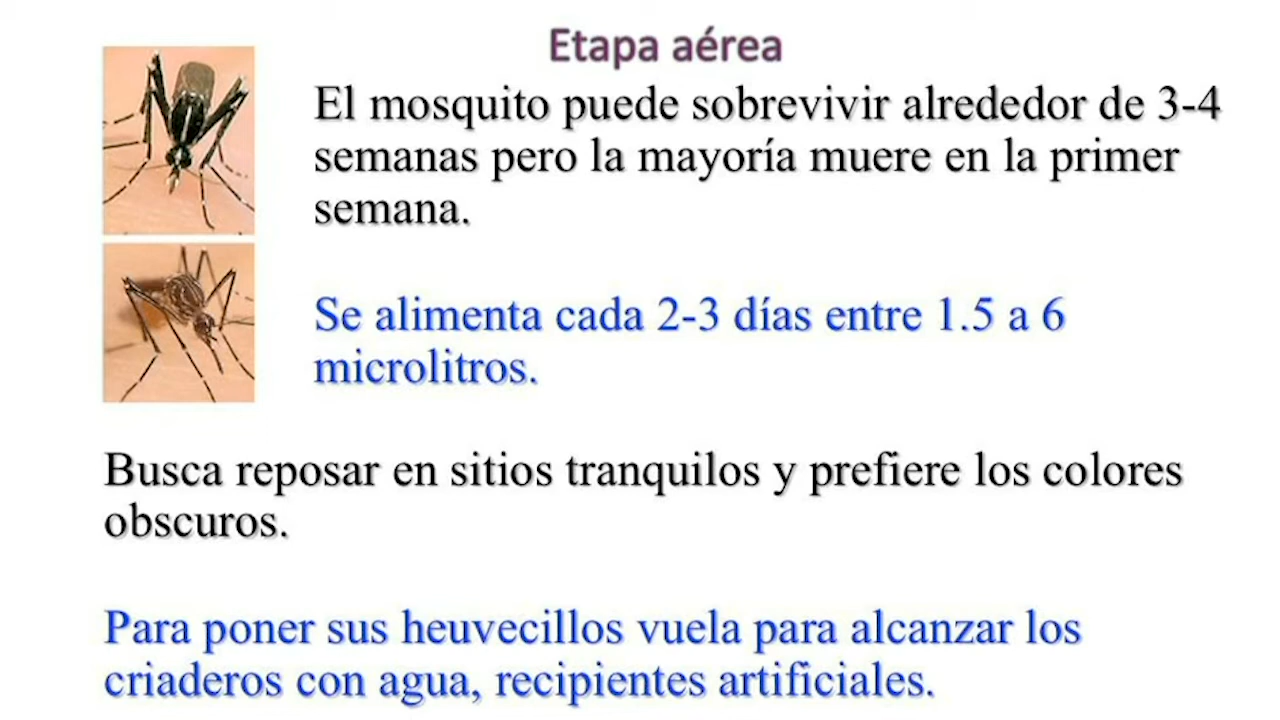 Etapa aérea
El mosquito puede sobrevivir alrededor de 3-4
semanas pero la mayoría muere en la primer
semana.
Se alimenta cada 2-3 días entre 1.5 a 6
microlitros.
Busca reposar en sitios tranquilos y prefiere los colores
obscuros.
Para poner sus heuvecillos vuela para alcanzar los
criaderos con agua, recipientes artificiales.